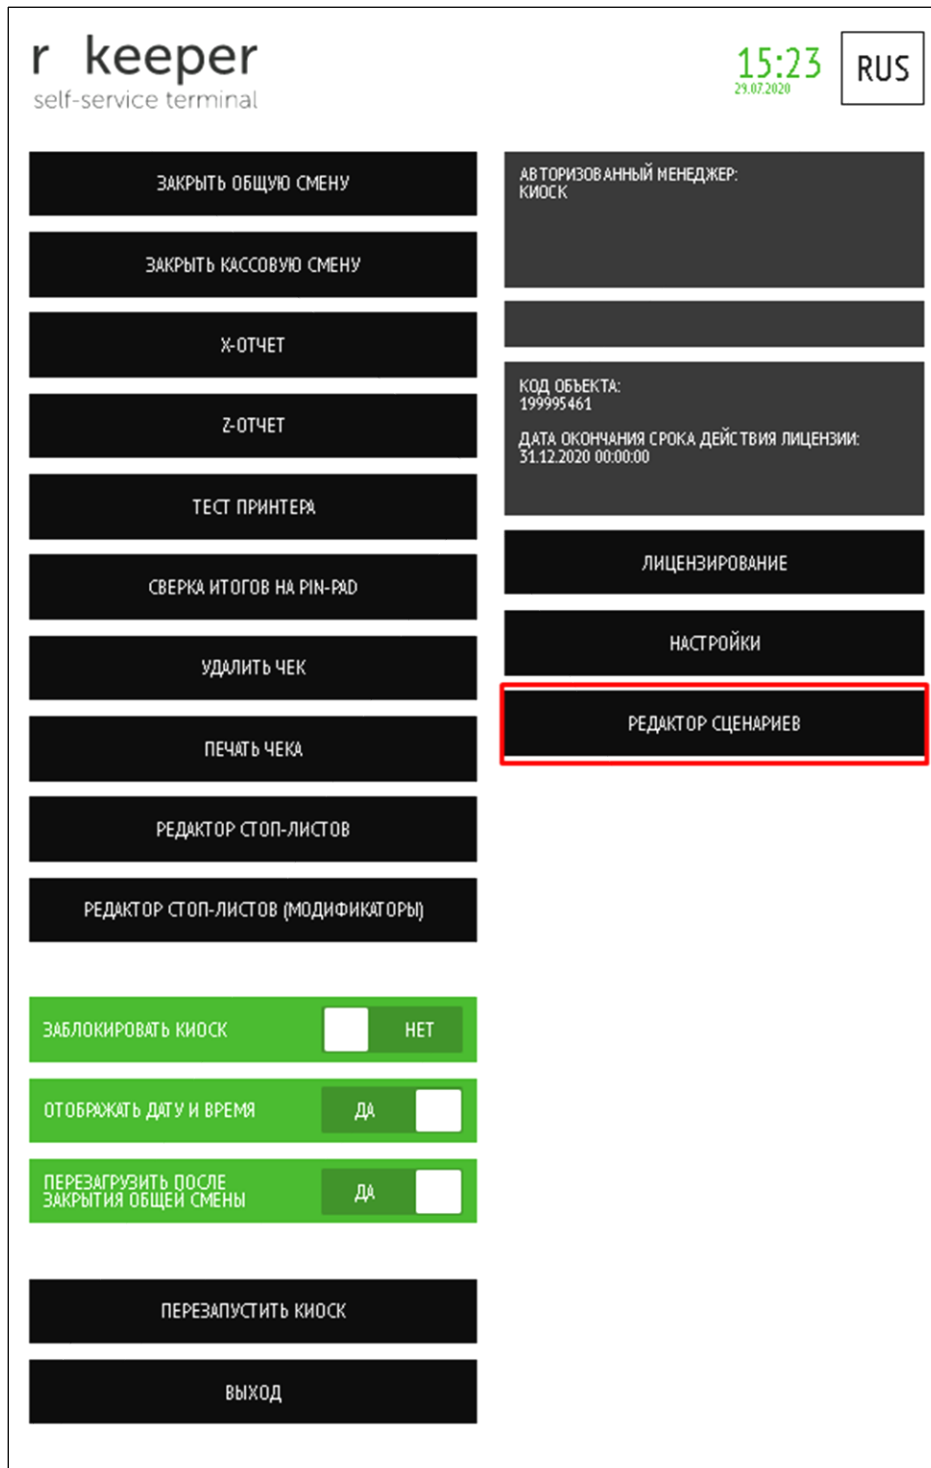 r keeper
self-service terminal
15:23
29.07.2020
RUS
ЗАКРЫТЬ ОБЩУЮ СМЕНУ
ЗАКРЫТЬ КАССОВУЮ СМЕНУ
X-ОТЧЕТ
Z-ОТЧЕТ
ТЕСТ ПРИНТЕРА
СВЕРКА ИТОГОВ НА PIN-PAD
УДАЛИТЬ ЧЕК
ПЕЧАТЬ ЧЕКА
РЕДАКТОР СТОП-ЛИСТОВ
РЕДАКТОР СТОП-ЛИСТОВ (МОДИФИКАТОРЫ)
ЗАБЛОКИРОВАТЬ КИОСК
НЕТ
ОТОБРАЖАТЬ ДАТУ И ВРЕМЯ
ДА
ПЕРЕЗАГРУЗИТЬ ПОСЛЕ
ЗАКРЫТИЯ ОБЩЕЙ СМЕНЫ
ДА
ПЕРЕЗАПУСТИТЬ КИОСК
ВЫХОД
АВТОРИЗОВАННЫЙ МЕНЕДЖЕР:
КИОСК
КОД ОБЪЕКТА:
199995461
ДАТА ОКОНЧАНИЯ СРОКА ДЕЙСТВИЯ ЛИЦЕНЗИИ:
31.12.2020 00:00:00
ЛИЦЕНЗИРОВАНИЕ
НАСТРОЙКИ
РЕДАКТОР СЦЕНАРИЕВ